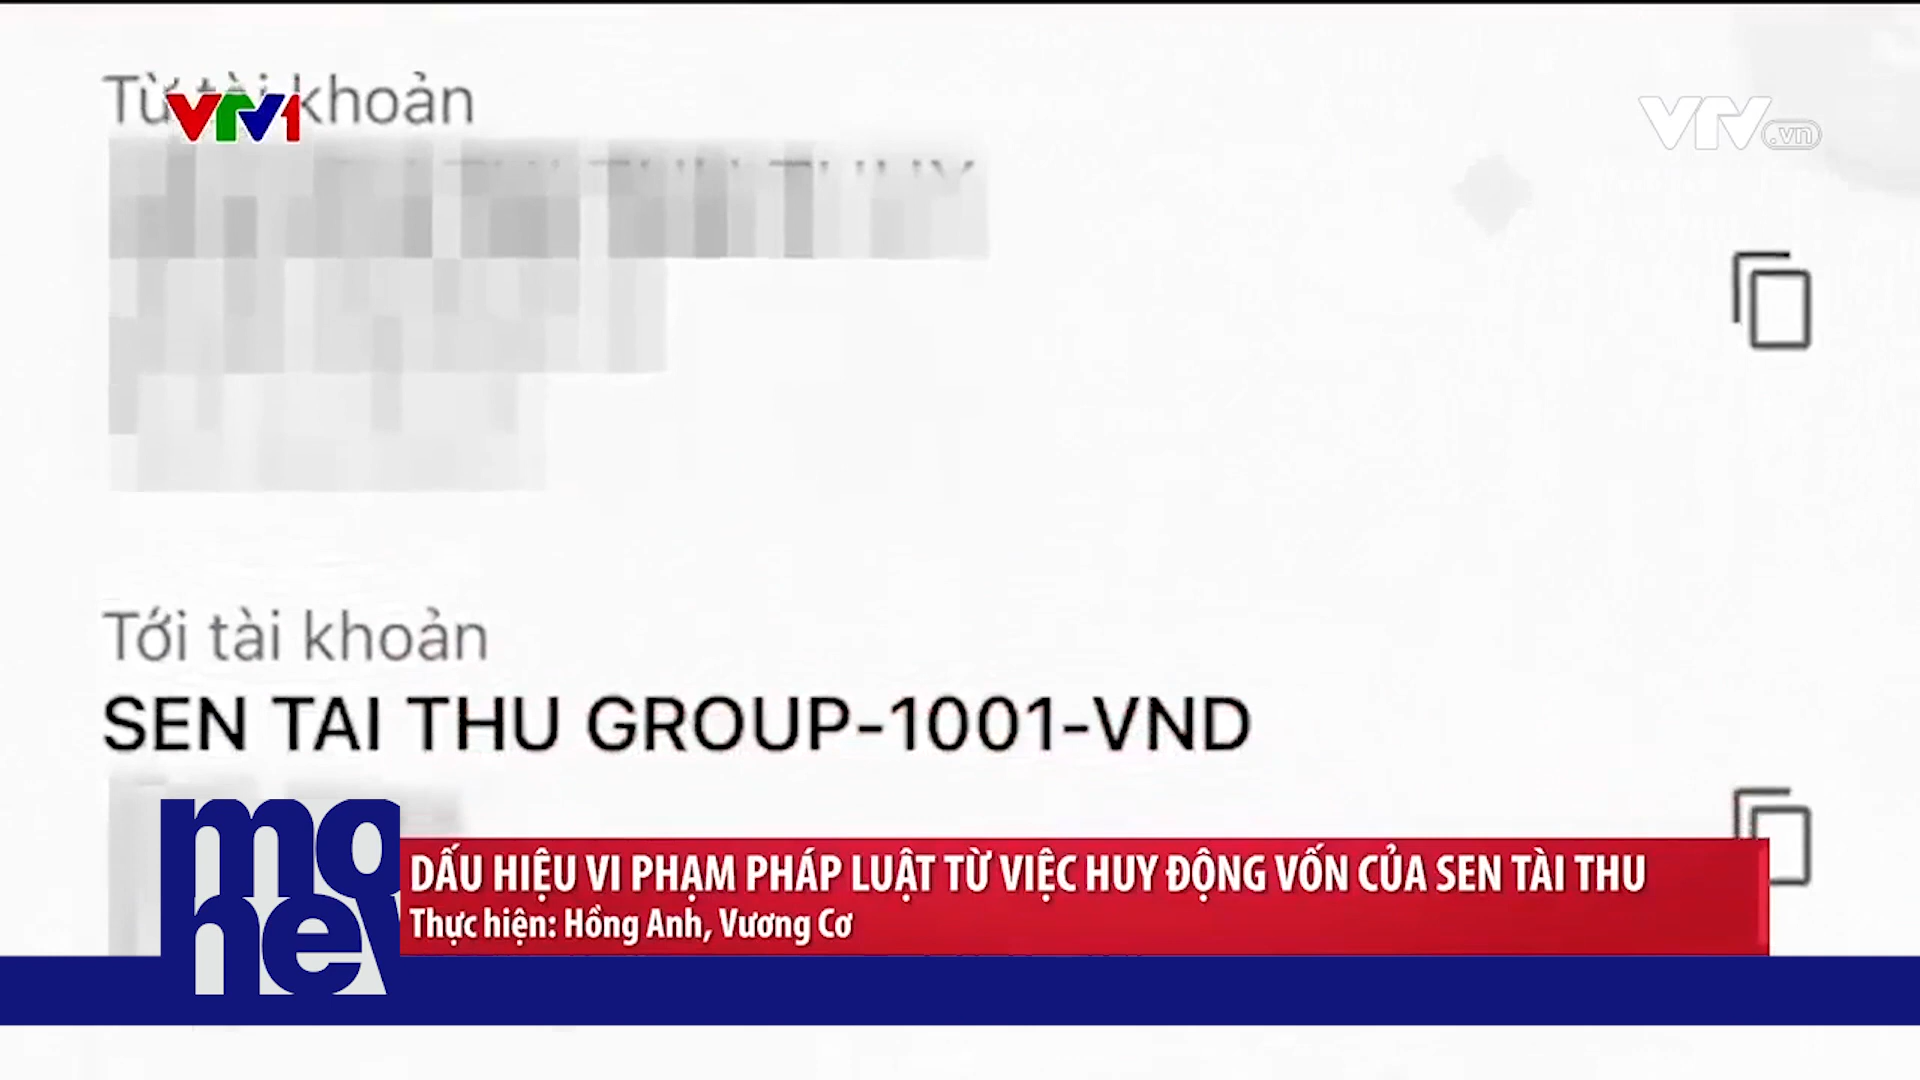 Từ tài khoản
VTV1
VTV.vn
Tới tài khoản
SEN TAI THU GROUP-1001-VND
DẤU HIỆU VI PHẠM PHÁP LUẬT TỪ VIỆC HUY ĐỘNG VỐN CỦA SEN TÀI THU
Thực hiện: Hồng Anh, Vương Cơ